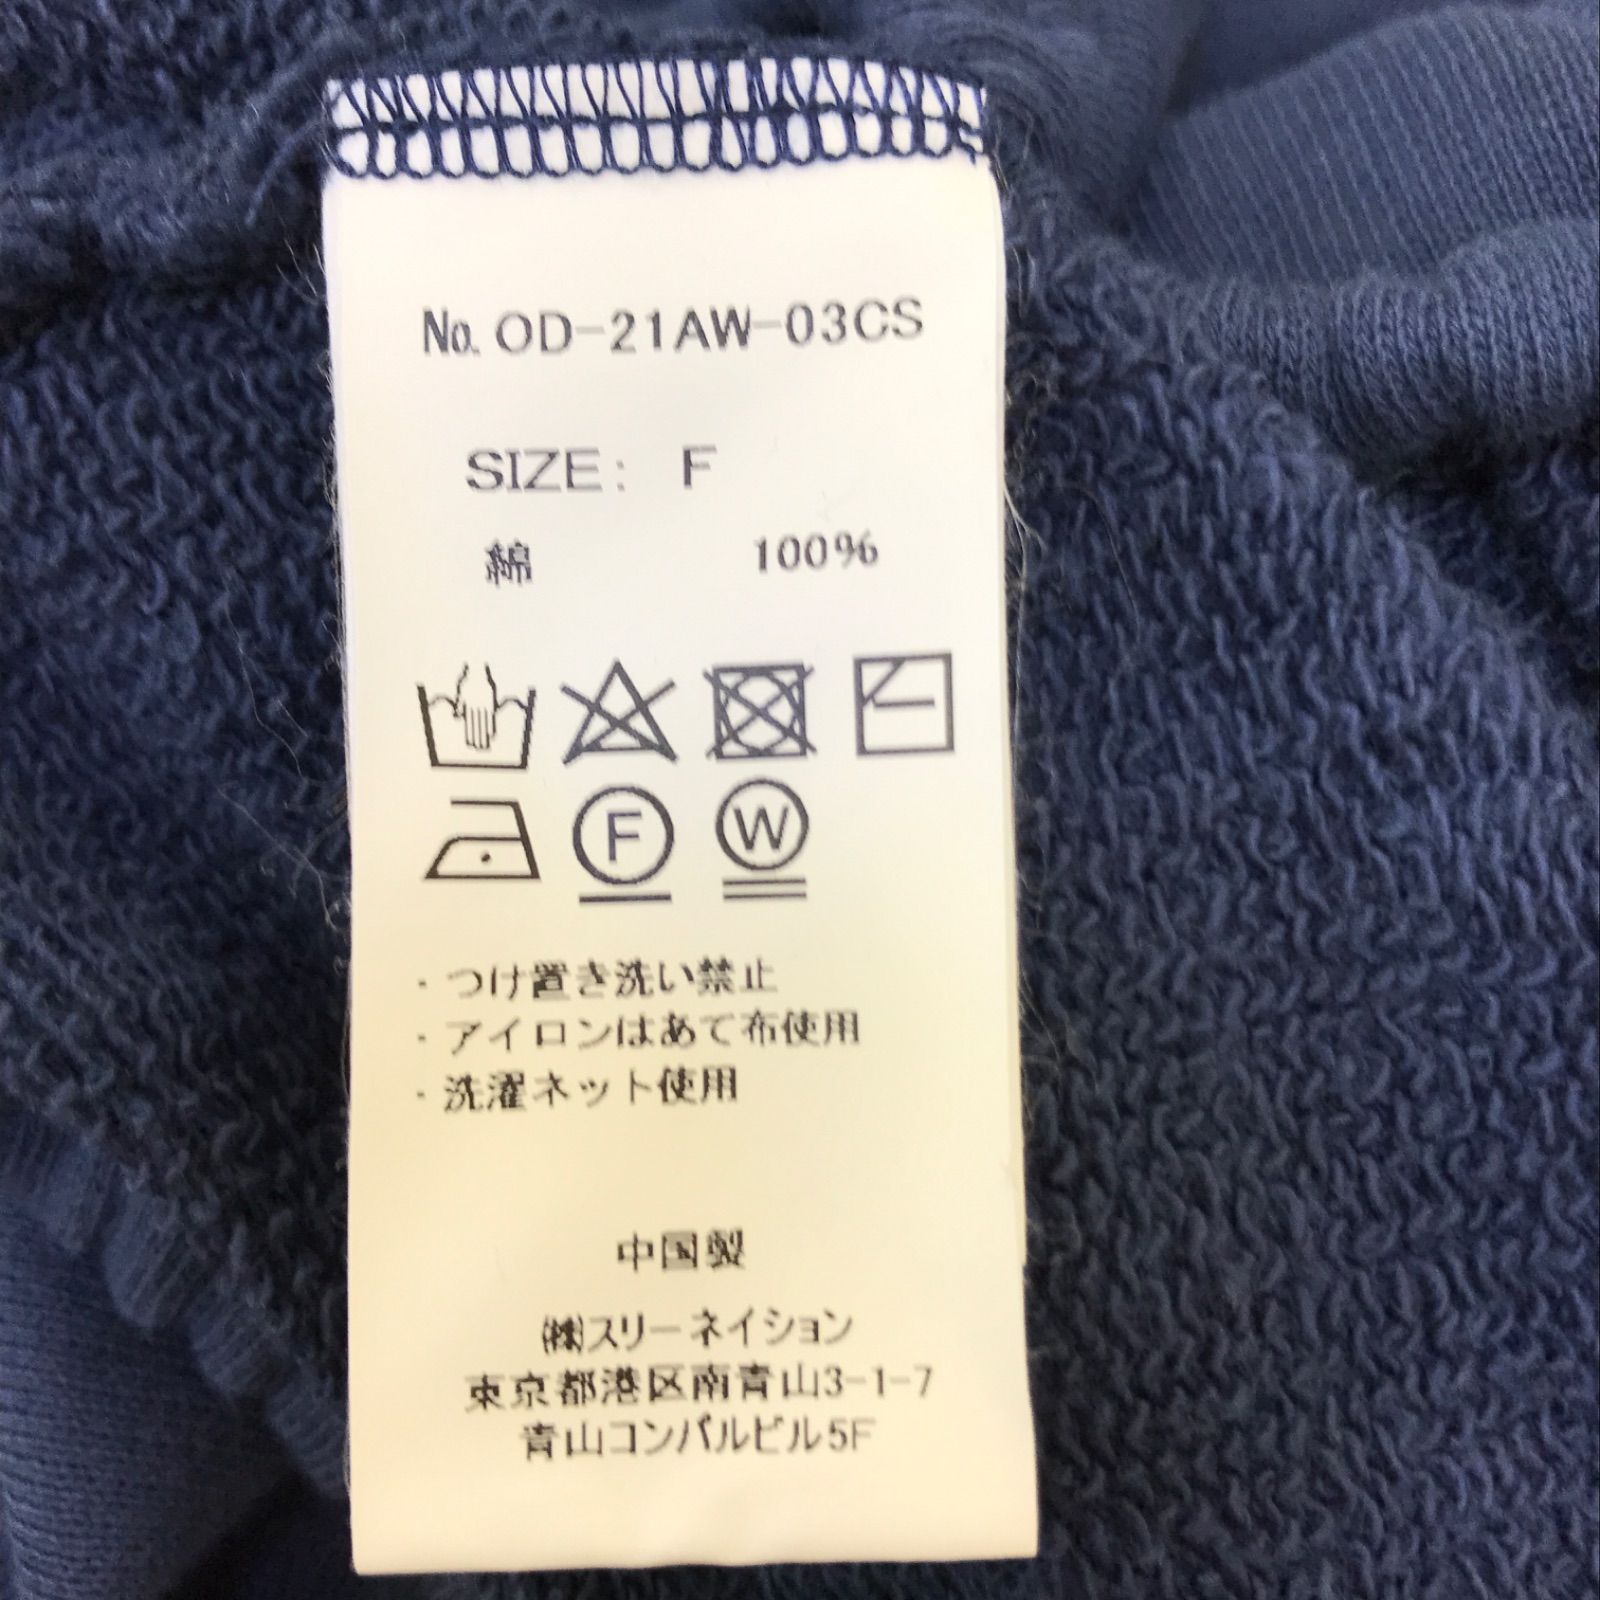 No. OD-21AW-03CS
SIZE: F
綿 100%
F W
・つけ置き洗い禁止
・アイロンはあて布使用
・洗濯ネット使用
中国製
㈱スリーネイション
東京都港区南青山3-1-7
青山コンパルビル5F